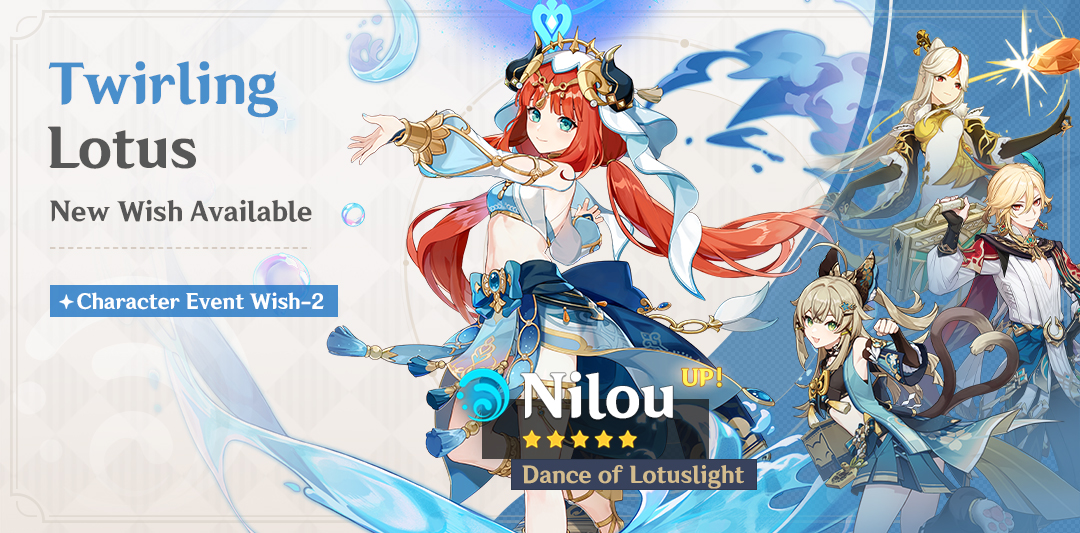 Twirling
Lotus
New Wish Available
Character Event Wish-2
Nilou UP!
Dance of Lotuslight